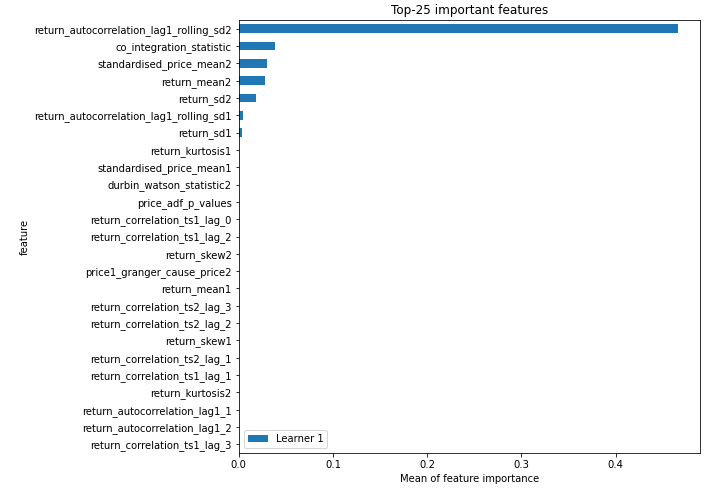 Top-25 important features
return_autocorrelation_lag1_rolling_sd2
co_integration_statistic
standardised_price_mean2
return_mean2
return_sd2
return_autocorrelation_lag1_rolling_sd1
return_sd1
return_kurtosis1
standardised_price_mean1
durbin_watson_statistic2
price_adf_p_values
return_correlation_ts1_lag_0
return_correlation_ts1_lag_2
return_skew2
price1_granger_cause_price2
return_mean1
return_correlation_ts2_lag_3
return_correlation_ts2_lag_2
return_skew1
return_correlation_ts2_lag_1
return_correlation_ts1_lag_1
return_kurtosis2
return_autocorrelation_lag1_1
return_autocorrelation_lag1_2
return_correlation_ts1_lag_3
feature
Learner 1
0.0 0.1 0.2 0.3 0.4
Mean of feature importance